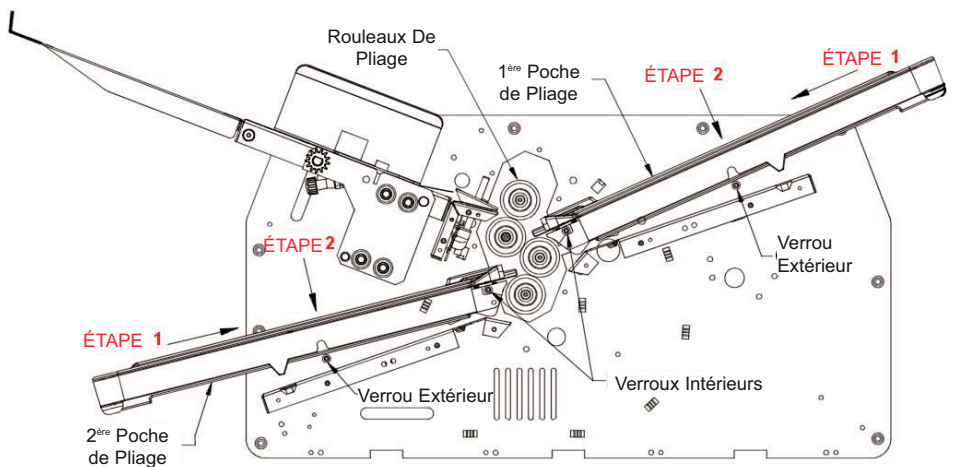 Rouleaux De
Pliage
1ère Poche
de Pliage
ÉTAPE 2
ÉTAPE 1
ÉTAPE 2
ÉTAPE 1
Verrou
Extérieur
Verrou Extérieur
Verroux Intérieurs
2ère Poche
de Pliage